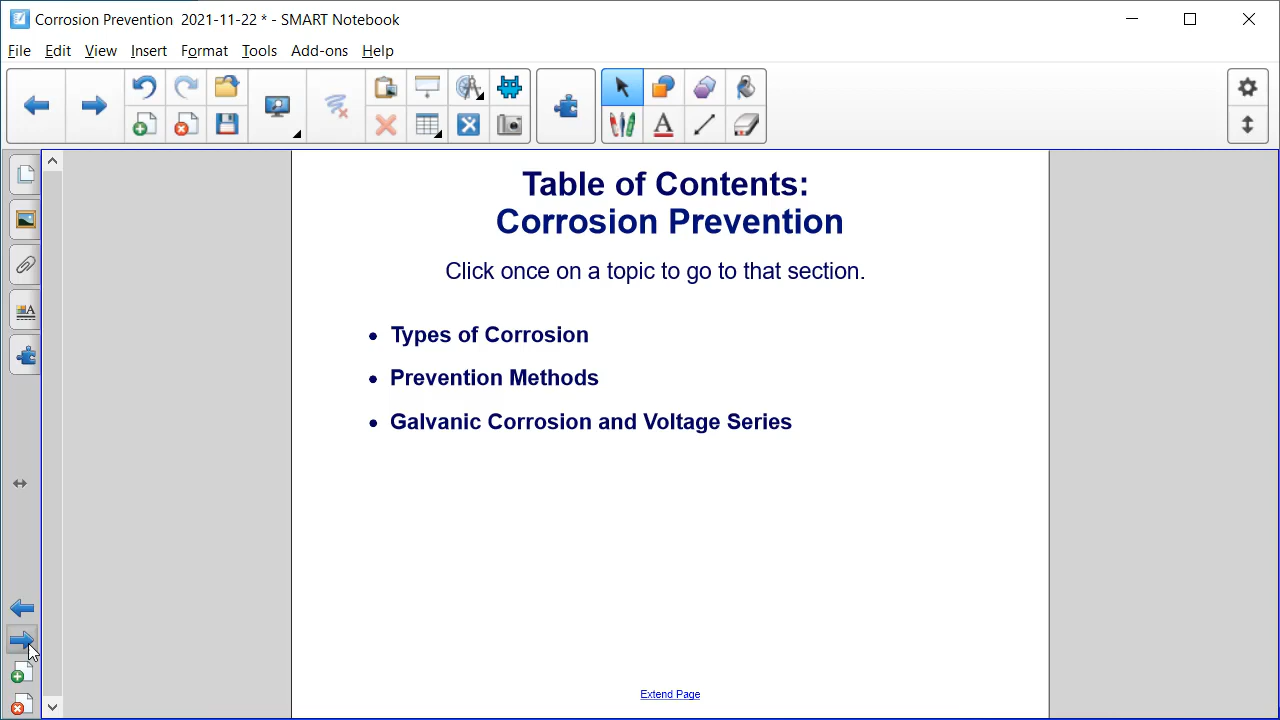 Corrosion Prevention 2021-11-22 * - SMART Notebook
File Edit View Insert Format Tools Add-ons Help
Table of Contents:
Corrosion Prevention
Click once on a topic to go to that section.
• Types of Corrosion
• Prevention Methods
• Galvanic Corrosion and Voltage Series
Extend Page